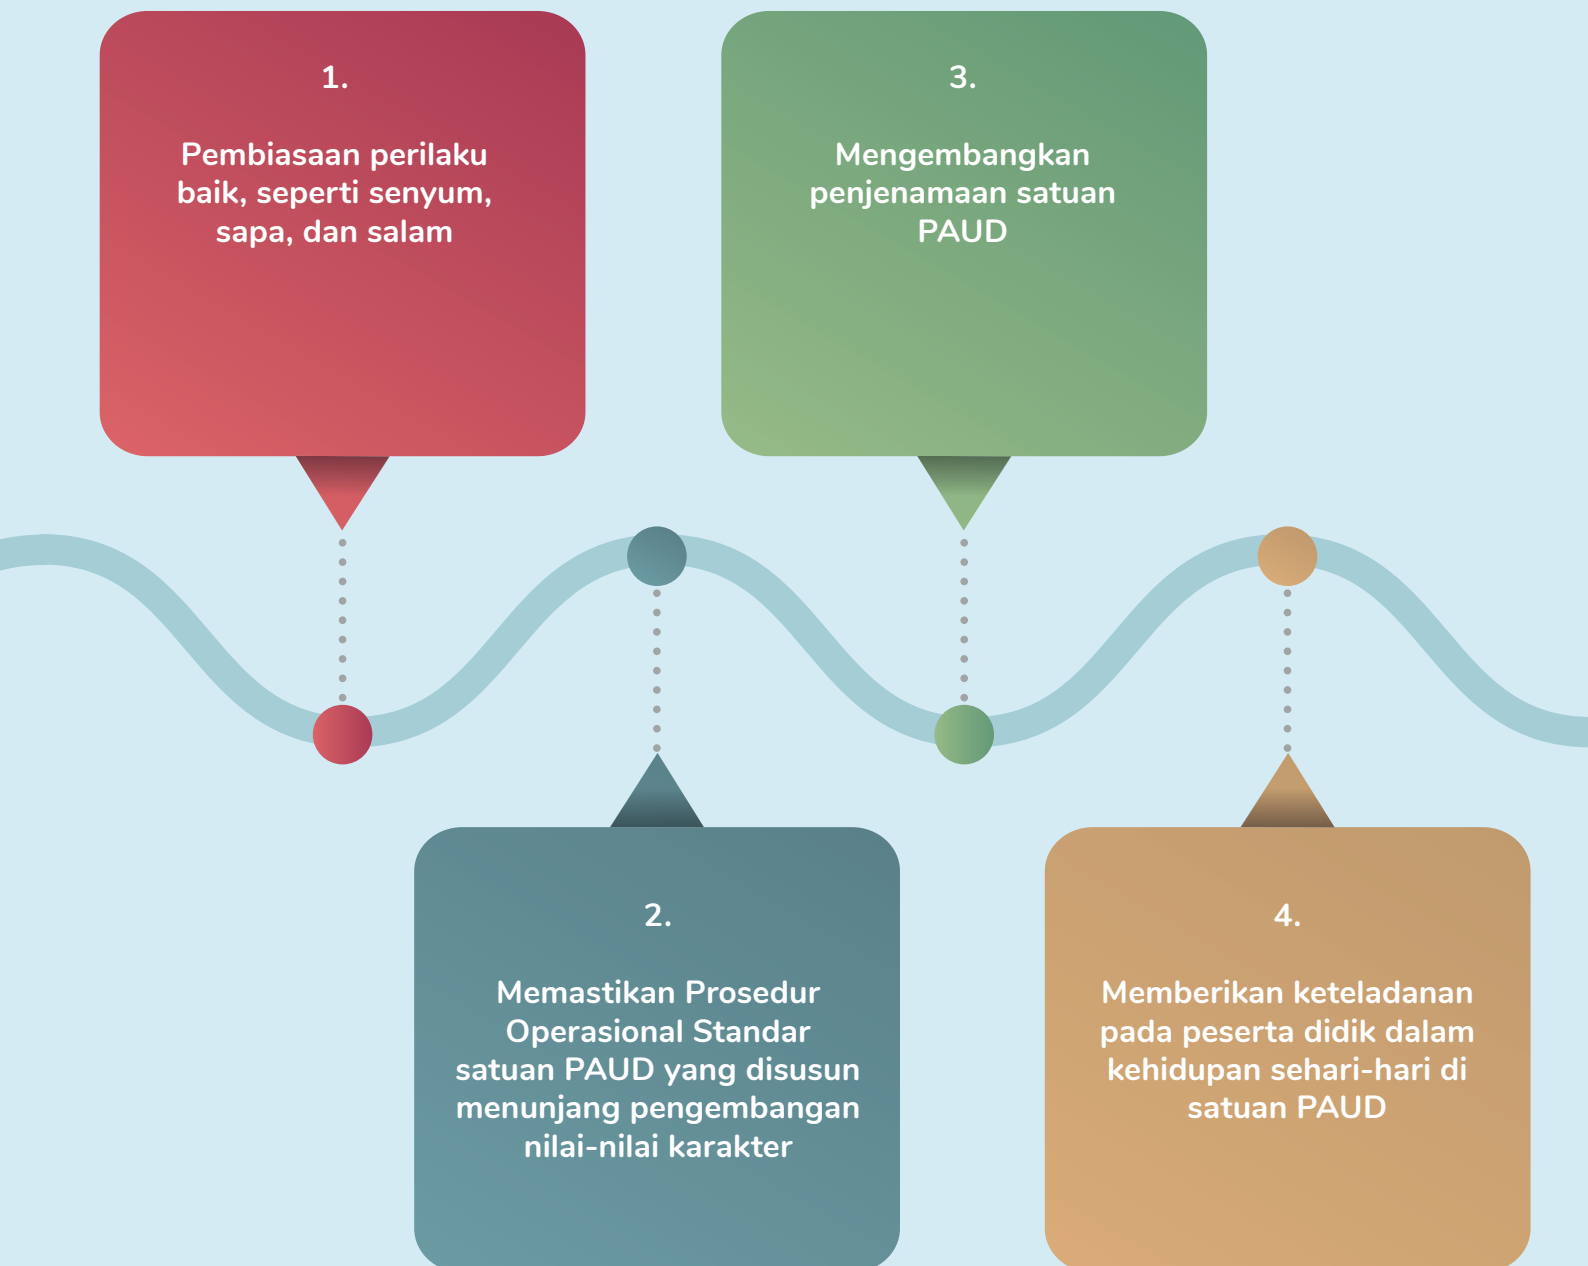 1.
Pembiasaan perilaku
baik, seperti senyum,
sapa, dan salam
2.
Memastikan Prosedur
Operasional Standar
satuan PAUD yang disusun
menunjang pengembangan
nilai-nilai karakter
3.
Mengembangkan
penjenamaan satuan
PAUD
4.
Memberikan keteladanan
pada peserta didik dalam
kehidupan sehari-hari di
satuan PAUD